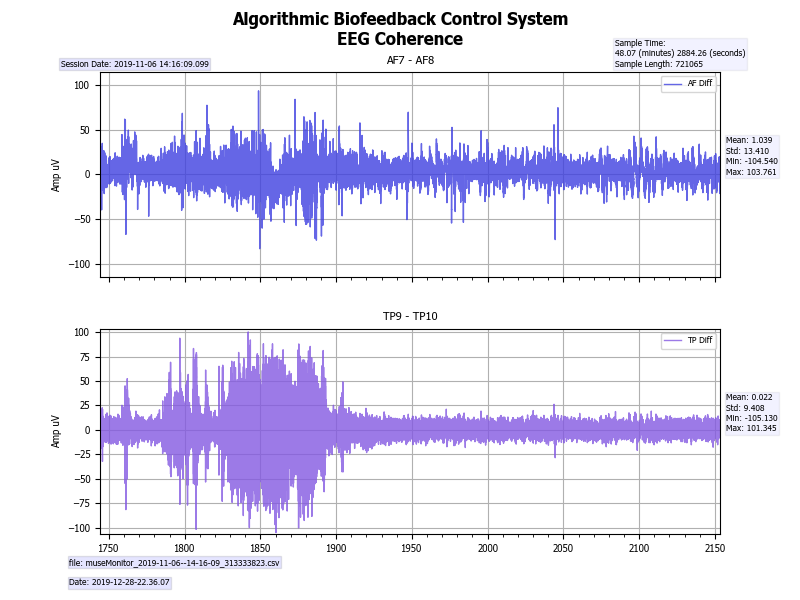 Algorithmic Biofeedback Control System
EEG Coherence
Sample Time:
48.07 (minutes) 2884.26 (seconds)
Sample Length: 721065
Session Date: 2019-11-06 14:16:09.099
AF7 - AF8
AF Diff
100
50
0
−50
−100
Amp uV
Mean: 1.039
Std: 13.410
Min: -104.540
Max: 103.761
TP9 - TP10
TP Diff
100
75
50
25
0
−25
−50
−75
−100
Amp uV
Mean: 0.022
Std: 9.408
Min: -105.130
Max: 101.345
1750 1800 1850 1900 1950 2000 2050 2100 2150
file: museMonitor_2019-11-06--14-16-09_313333823.csv
Date: 2019-12-28-22.36.07